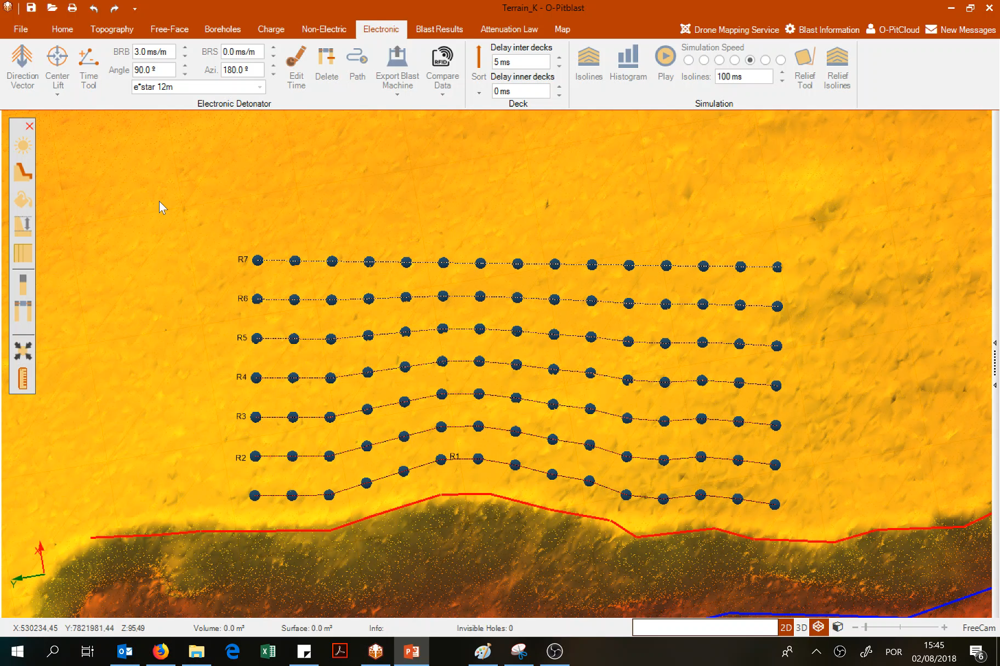 Terrain_K - O-Pitblast
File Home Topography Free-Face Boreholes Charge Non-Electric Electronic Blast Results Attenuation Law Map Drone Mapping Service Blast Information O-PitCloud New Messages
Direction Vector
Center Lift
Time Tool
BRB 3.0 ms/m
BRS 0.0 ms/m
Angle 90.0 º
Azi. 180.0 º
e*star 12m
Edit Time
Delete
Path
Export Blast Machine
RFID
Compare Data
Electronic Detonator
Sort
Delay inter decks
5 ms
Delay inner decks
0 ms
Deck
Isolines
Histogram
Play
Simulation Speed
Isolines: 100 ms
Relief Tool
Relief Isolines
Simulation
R7
R6
R5
R4
R3
R2
R1
X
Y
X:530234,45 Y:7821981,44 Z:95,49 Volume: 0.0 m³ Surface: 0.0 m² Info: Invisible Holes: 0 2D 3D FreeCam
POR
15:45
02/08/2018
6